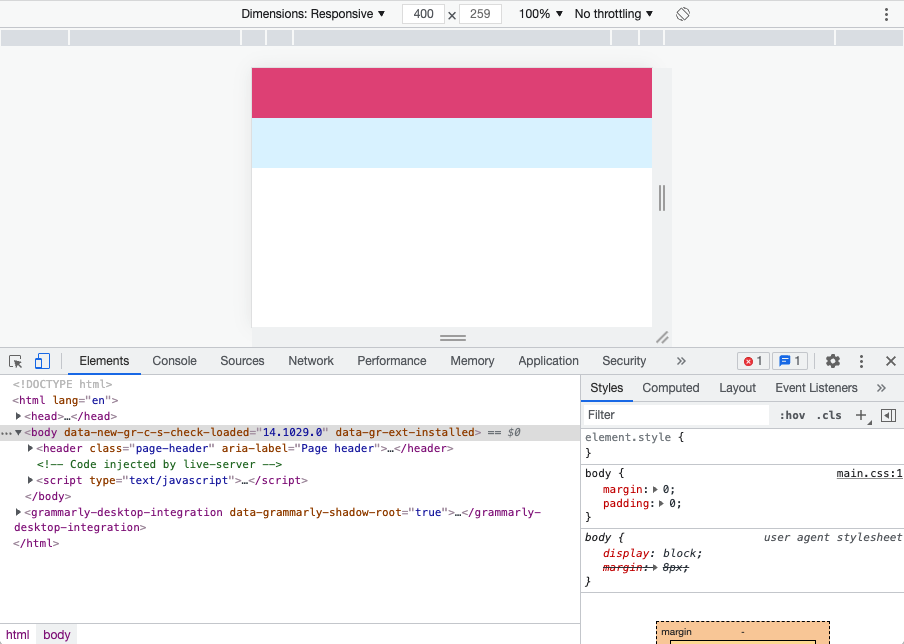 Dimensions: Responsive ▼ 400 × 259 100% ▼ No throttling ▼
Elements Console Sources Network Performance Memory Application Security » 1 1
<!DOCTYPE html>
<html lang="en">
▶<head>…</head>
…▼<body data-new-gr-c-s-check-loaded="14.1029.0" data-gr-ext-installed> == $0
▶<header class="page-header" aria-label="Page header">…</header>
<!-- Code injected by live-server -->
▶<script type="text/javascript">…</script>
</body>
▶<grammarly-desktop-integration data-grammarly-shadow-root="true">…</grammarly-
desktop-integration>
</html>
html body
Styles Computed Layout Event Listeners »
Filter :hov .cls +
element.style {
}
body { main.css:1
margin:▶ 0;
padding:▶ 0;
}
body { user agent stylesheet
display: block;
margin:▶ 8px;
}
margin -